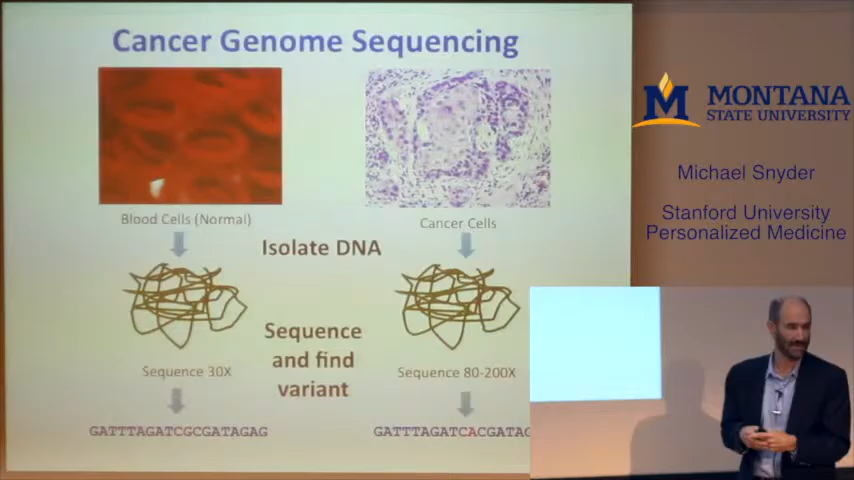 Cancer Genome Sequencing
Blood Cells (Normal)
Cancer Cells
Isolate DNA
Sequence
and find
variant
Sequence 30X
Sequence 80-200X
GATTTAGATCGCGATAGAG
GATTTAGATCACGATAG
M MONTANA
STATE UNIVERSITY
Michael Snyder
Stanford University
Personalized Medicine